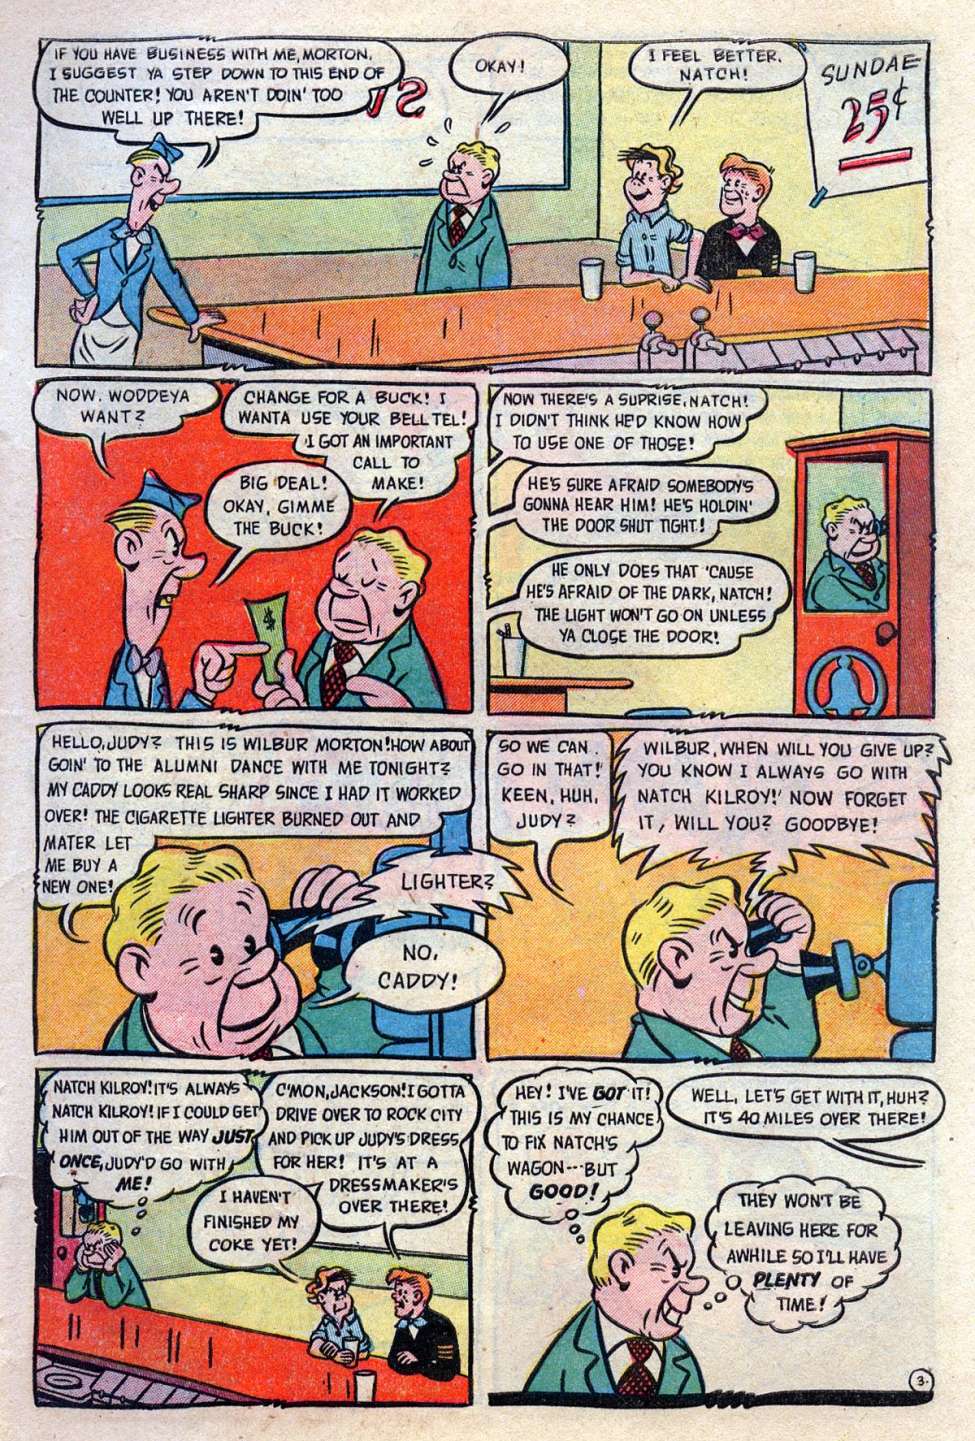 IF YOU HAVE BUSINESS WITH ME, MORTON,
I SUGGEST YA STEP DOWN TO THIS END OF
THE COUNTER! YOU AREN'T DOIN' TOO
WELL UP THERE!
OKAY!
I FEEL BETTER,
NATCH!
SUNDAE
25¢
NOW, WODDEYA
WANT?
CHANGE FOR A BUCK! I
WANTA USE YOUR BELL TEL!
I GOT AN IMPORTANT
CALL TO
MAKE!
BIG DEAL!
OKAY, GIMME
THE BUCK!
$
NOW THERE'S A SUPRISE, NATCH!
I DIDN'T THINK HE'D KNOW HOW
TO USE ONE OF THOSE!
HE'S SURE AFRAID SOMEBODY'S
GONNA HEAR HIM! HE'S HOLDIN'
THE DOOR SHUT TIGHT!
HE ONLY DOES THAT 'CAUSE
HE'S AFRAID OF THE DARK, NATCH!
THE LIGHT WON'T GO ON UNLESS
YA CLOSE THE DOOR!
HELLO, JUDY? THIS IS WILBUR MORTON! HOW ABOUT
GOIN' TO THE ALUMNI DANCE WITH ME TONIGHT?
MY CADDY LOOKS REAL SHARP SINCE I HAD IT WORKED
OVER! THE CIGARETTE LIGHTER BURNED OUT AND
MATER LET
ME BUY A
NEW ONE!
LIGHTER?
NO,
CADDY!
SO WE CAN
GO IN THAT!
KEEN, HUH,
JUDY?
WILBUR, WHEN WILL YOU GIVE UP?
YOU KNOW I ALWAYS GO WITH
NATCH KILROY! NOW FORGET
IT, WILL YOU? GOODBYE!
NATCH KILROY! IT'S ALWAYS
NATCH KILROY! IF I COULD GET
HIM OUT OF THE WAY JUST
ONCE, JUDY'D GO WITH
ME!
C'MON, JACKSON! I GOTTA
DRIVE OVER TO ROCK CITY
AND PICK UP JUDY'S DRESS
FOR HER! IT'S AT A
DRESSMAKER'S
OVER THERE!
I HAVEN'T
FINISHED MY
COKE YET!
HEY! I'VE GOT IT!
THIS IS MY CHANCE
TO FIX NATCH'S
WAGON---BUT
GOOD!
WELL, LET'S GET WITH IT, HUH?
IT'S 40 MILES OVER THERE!
THEY WON'T BE
LEAVING HERE FOR
AWHILE SO I'LL HAVE
PLENTY OF
TIME!
3.